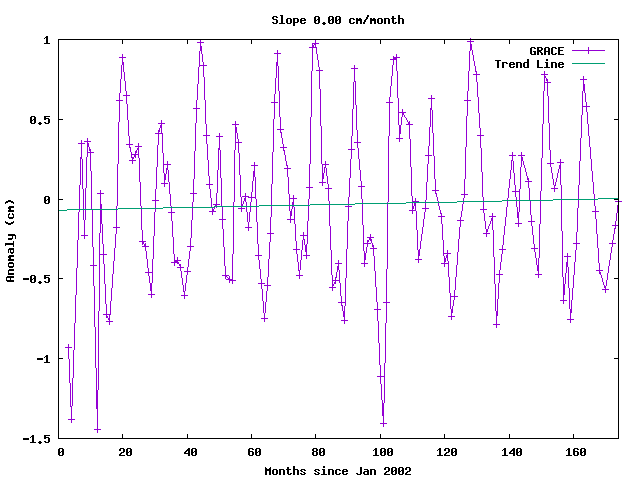 Slope 0.00 cm/month
GRACE
Trend Line
1
0.5
0
-0.5
-1
-1.5
Anomaly (cm)
0 20 40 60 80 100 120 140 160
Months since Jan 2002